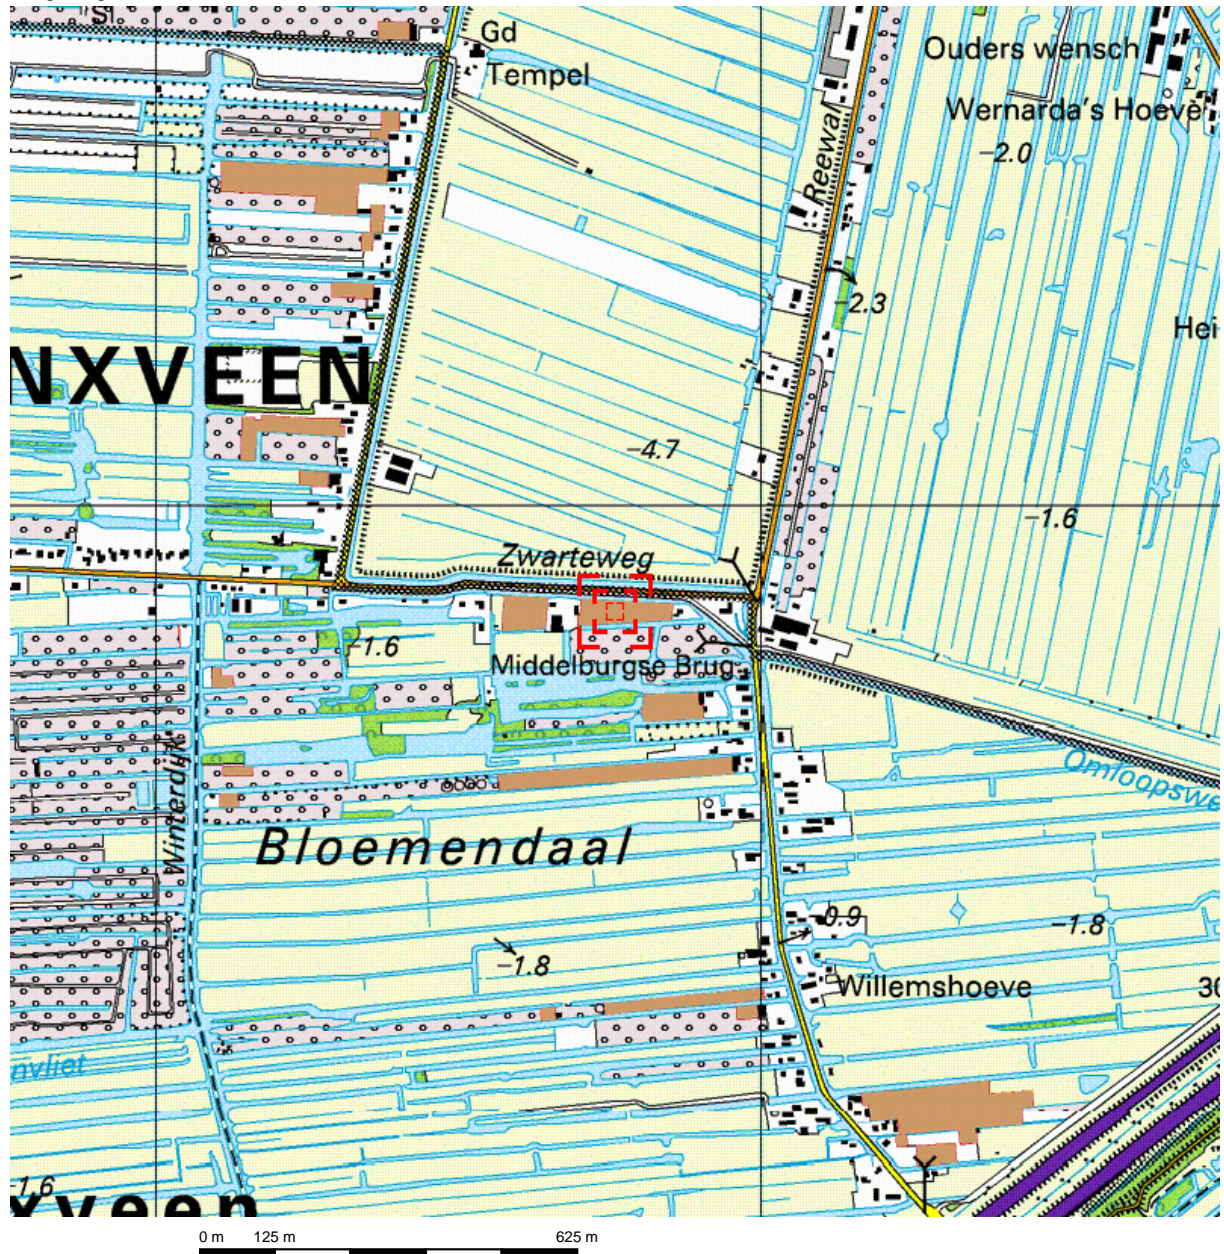 Gd
Tempel
Ouders wensch
Wernarda's Hoeve
–2.0
Reewal
–2.3
Hei
NXVEEN
–4.7
–1.6
Zwarteweg
–1.6
Middelburgse Brug
Winterdijk
Omloopswe
Bloemendaal
0.9
–1.8
–1.8
Willemshoeve
30
nvliet
–1.6
xveen
0 m 125 m 625 m